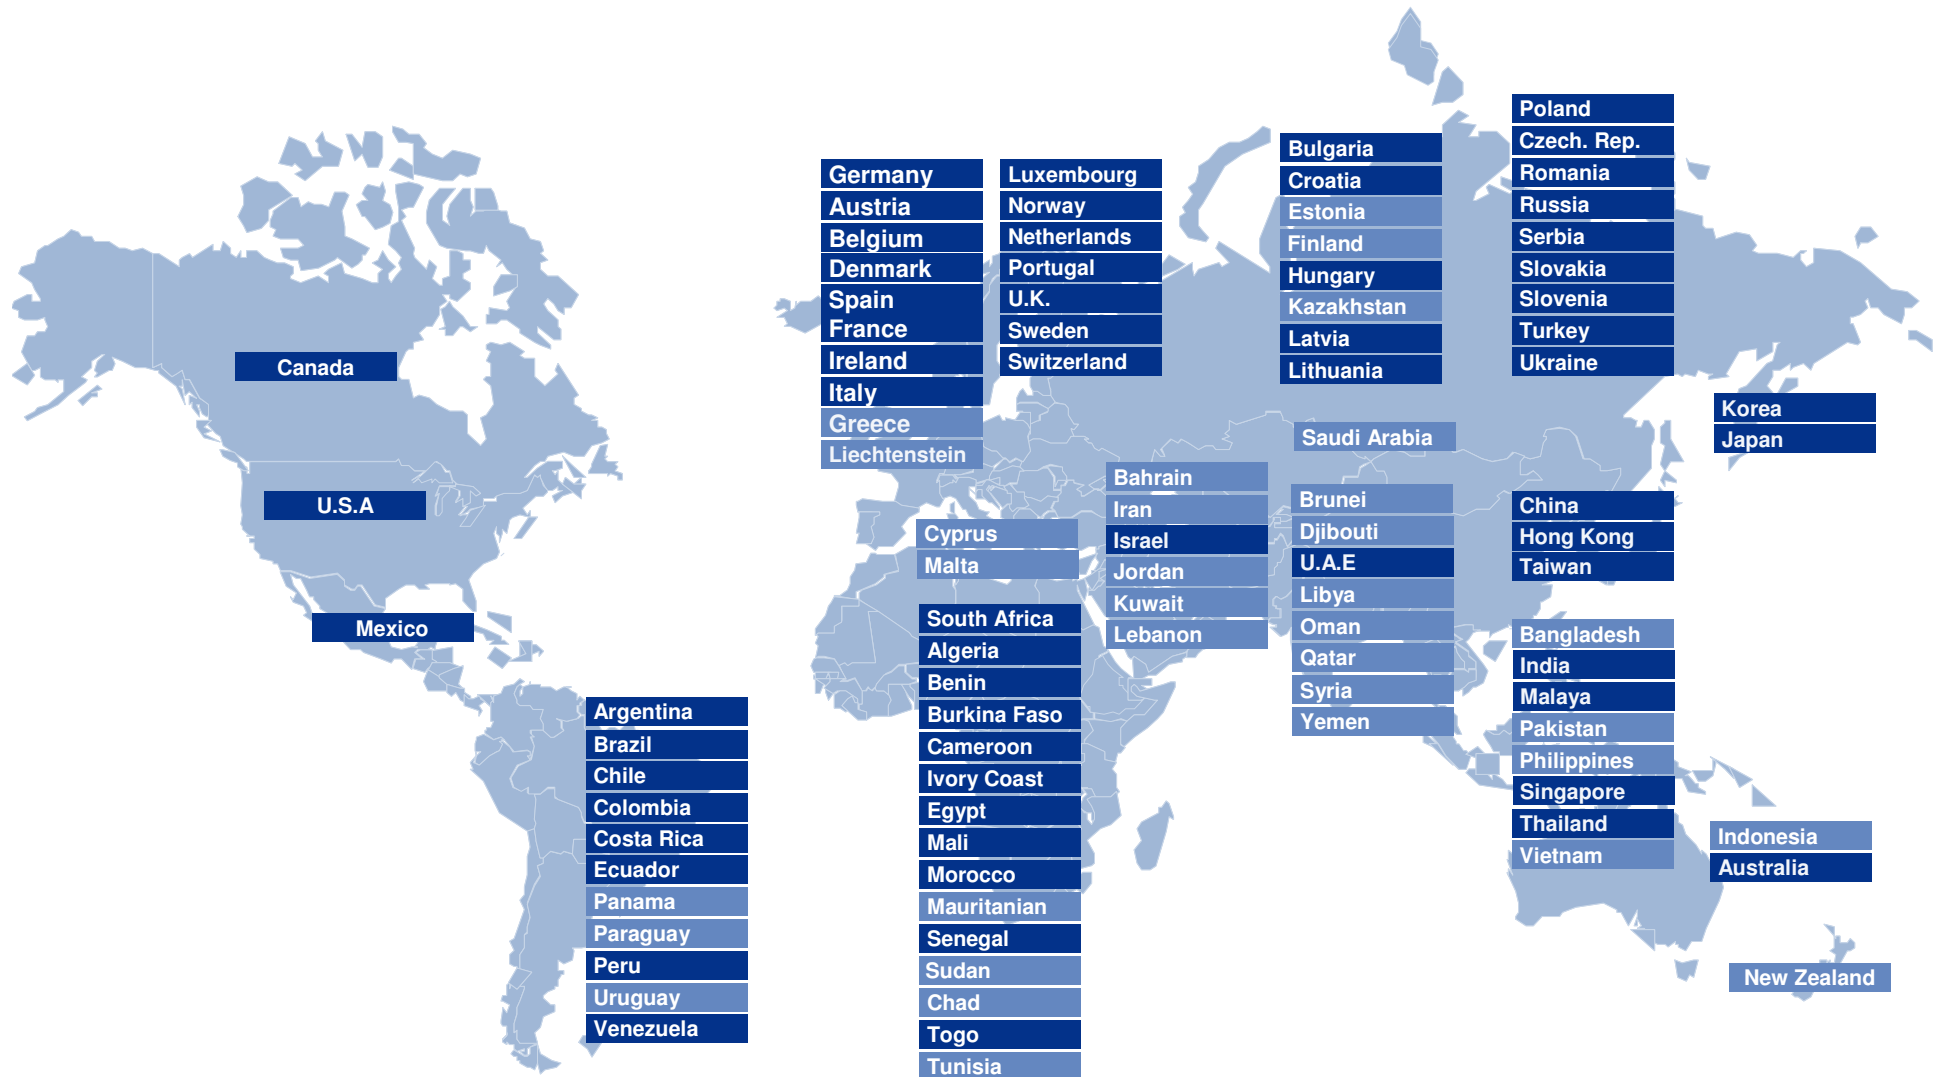 Canada
U.S.A
Mexico
Argentina
Brazil
Chile
Colombia
Costa Rica
Ecuador
Panama
Paraguay
Peru
Uruguay
Venezuela
Germany
Austria
Belgium
Denmark
Spain
France
Ireland
Italy
Greece
Liechtenstein
Luxembourg
Norway
Netherlands
Portugal
U.K.
Sweden
Switzerland
Cyprus
Malta
South Africa
Algeria
Benin
Burkina Faso
Cameroon
Ivory Coast
Egypt
Mali
Morocco
Mauritanian
Senegal
Sudan
Chad
Togo
Tunisia
Bahrain
Iran
Israel
Jordan
Kuwait
Lebanon
Bulgaria
Croatia
Estonia
Finland
Hungary
Kazakhstan
Latvia
Lithuania
Saudi Arabia
Brunei
Djibouti
U.A.E
Libya
Oman
Qatar
Syria
Yemen
Poland
Czech. Rep.
Romania
Russia
Serbia
Slovakia
Slovenia
Turkey
Ukraine
Korea
Japan
China
Hong Kong
Taiwan
Bangladesh
India
Malaya
Pakistan
Philippines
Singapore
Thailand
Vietnam
Indonesia
Australia
New Zealand